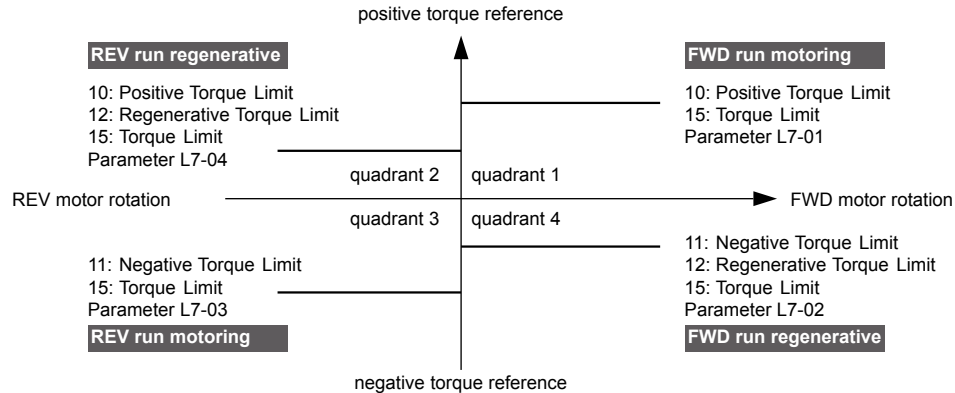 positive torque reference
REV run regenerative
10: Positive Torque Limit
12: Regenerative Torque Limit
15: Torque Limit
Parameter L7-04
FWD run motoring
10: Positive Torque Limit
15: Torque Limit
Parameter L7-01
quadrant 2
quadrant 1
REV motor rotation
FWD motor rotation
quadrant 3
quadrant 4
11: Negative Torque Limit
15: Torque Limit
Parameter L7-03
REV run motoring
11: Negative Torque Limit
12: Regenerative Torque Limit
15: Torque Limit
Parameter L7-02
FWD run regenerative
negative torque reference